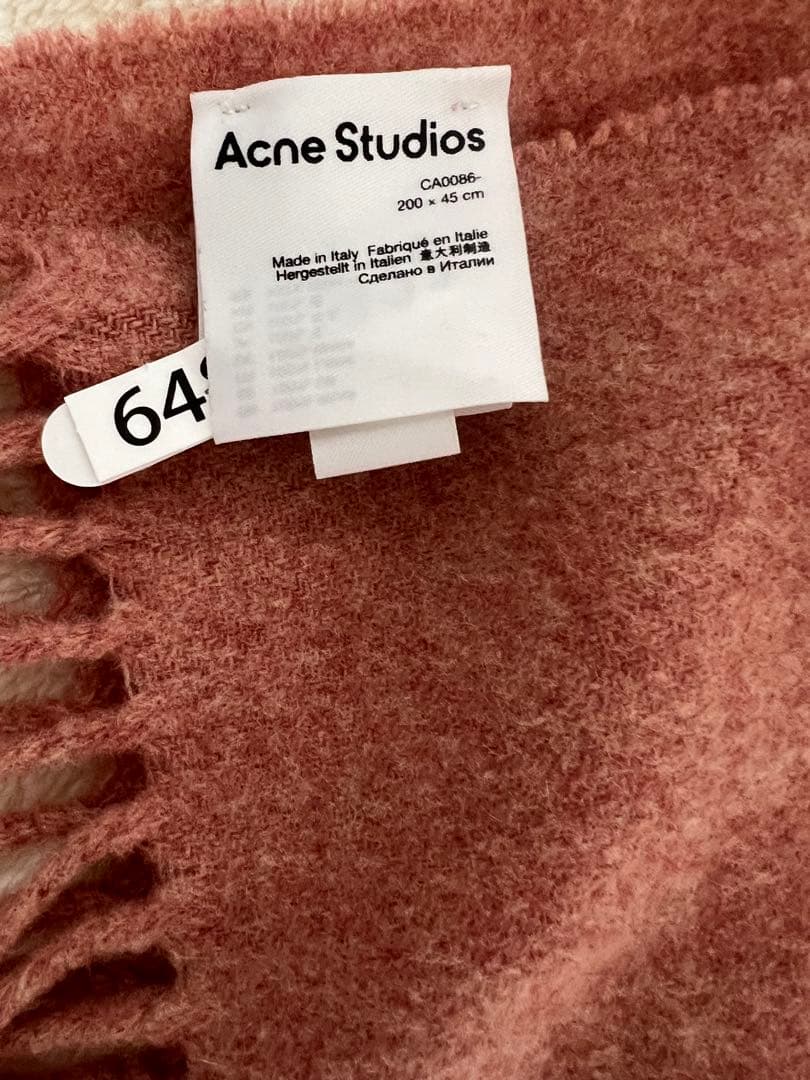 Acne Studios
CA0086-
200 × 45 cm
Made in Italy Fabriqué en Italie
Hergestellt in Italien 意大利制造
Сделано в Италии
64